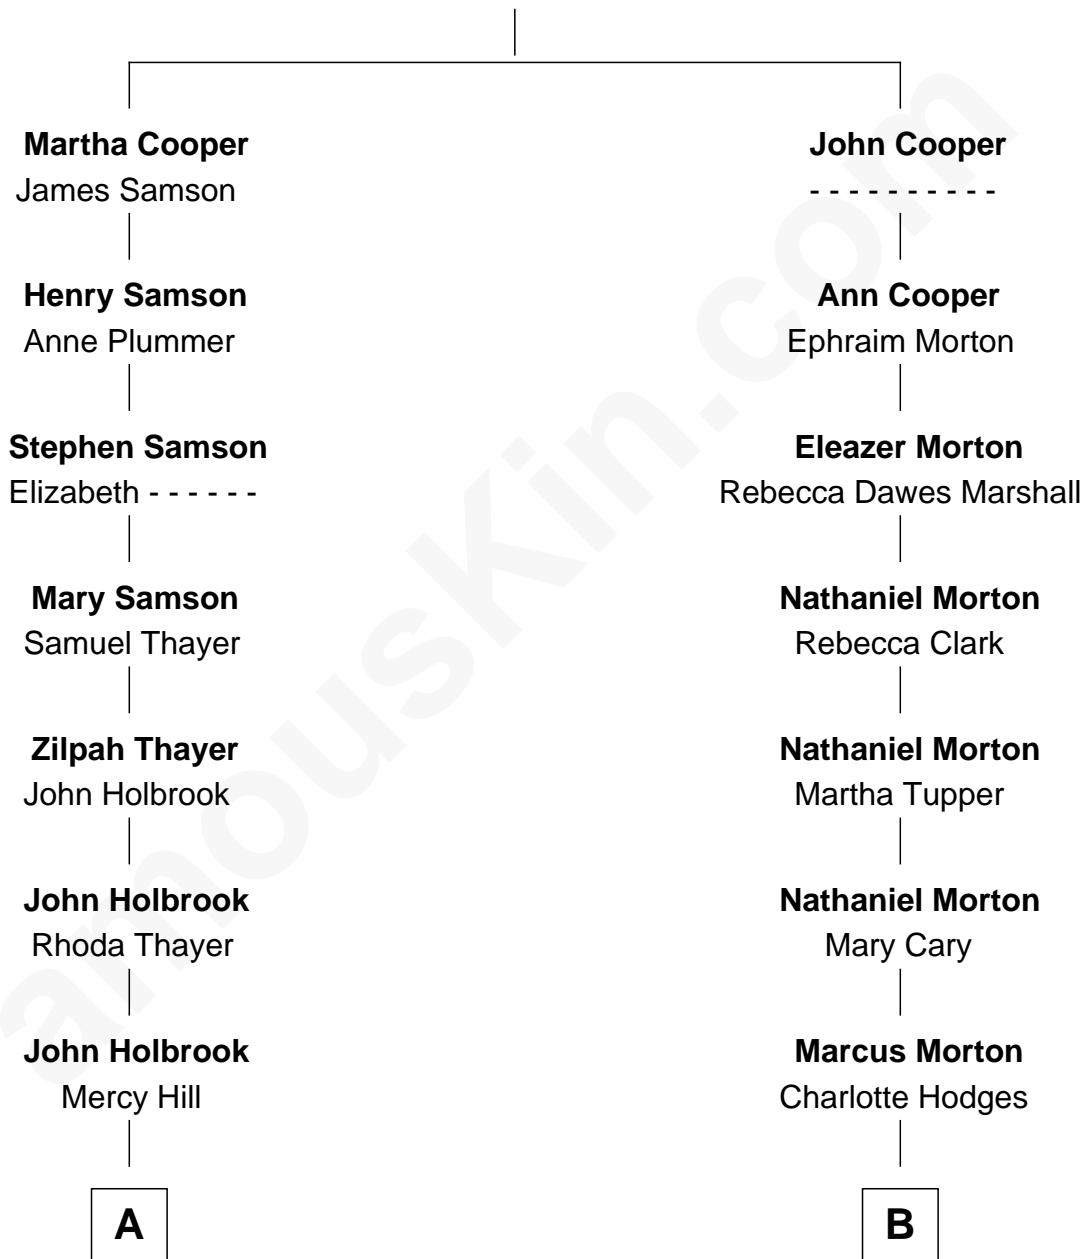 Martha Cooper
James Samson
Henry Samson
Anne Plummer
Stephen Samson
Elizabeth - - - - - -
Mary Samson
Samuel Thayer
Zilpah Thayer
John Holbrook
John Holbrook
Rhoda Thayer
John Holbrook
Mercy Hill
A
John Cooper
- - - - - - - - - -
Ann Cooper
Ephraim Morton
Eleazer Morton
Rebecca Dawes Marshall
Nathaniel Morton
Rebecca Clark
Nathaniel Morton
Martha Tupper
Nathaniel Morton
Mary Cary
Marcus Morton
Charlotte Hodges
B
amouskin.com